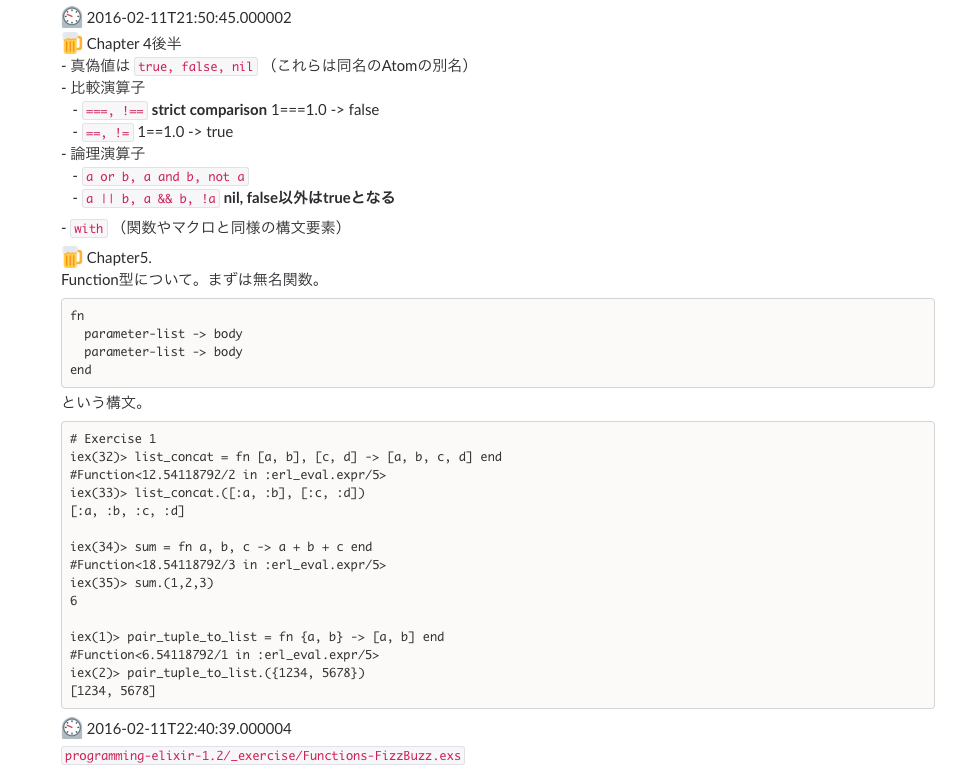 2016-02-11T21:50:45.000002
Chapter 4後半
- 真偽値は true, false, nil （これらは同名のAtomの別名）
- 比較演算子
- ===, !== strict comparison 1===1.0 -> false
- ==, != 1==1.0 -> true
- 論理演算子
- a or b, a and b, not a
- a || b, a && b, !a nil, false以外はtrueとなる
- with （関数やマクロと同様の構文要素）
Chapter5.
Function型について。まずは無名関数。
fn
  parameter-list -> body
  parameter-list -> body
end
という構文。
# Exercise 1
iex(32)> list_concat = fn [a, b], [c, d] -> [a, b, c, d] end
#Function<12.54118792/2 in :erl_eval.expr/5>
iex(33)> list_concat.([:a, :b], [:c, :d])
[:a, :b, :c, :d]
iex(34)> sum = fn a, b, c -> a + b + c end
#Function<18.54118792/3 in :erl_eval.expr/5>
iex(35)> sum.(1,2,3)
6
iex(1)> pair_tuple_to_list = fn {a, b} -> [a, b] end
#Function<6.54118792/1 in :erl_eval.expr/5>
iex(2)> pair_tuple_to_list.({1234, 5678})
[1234, 5678]
2016-02-11T22:40:39.000004
programming-elixir-1.2/_exercise/Functions-FizzBuzz.exs